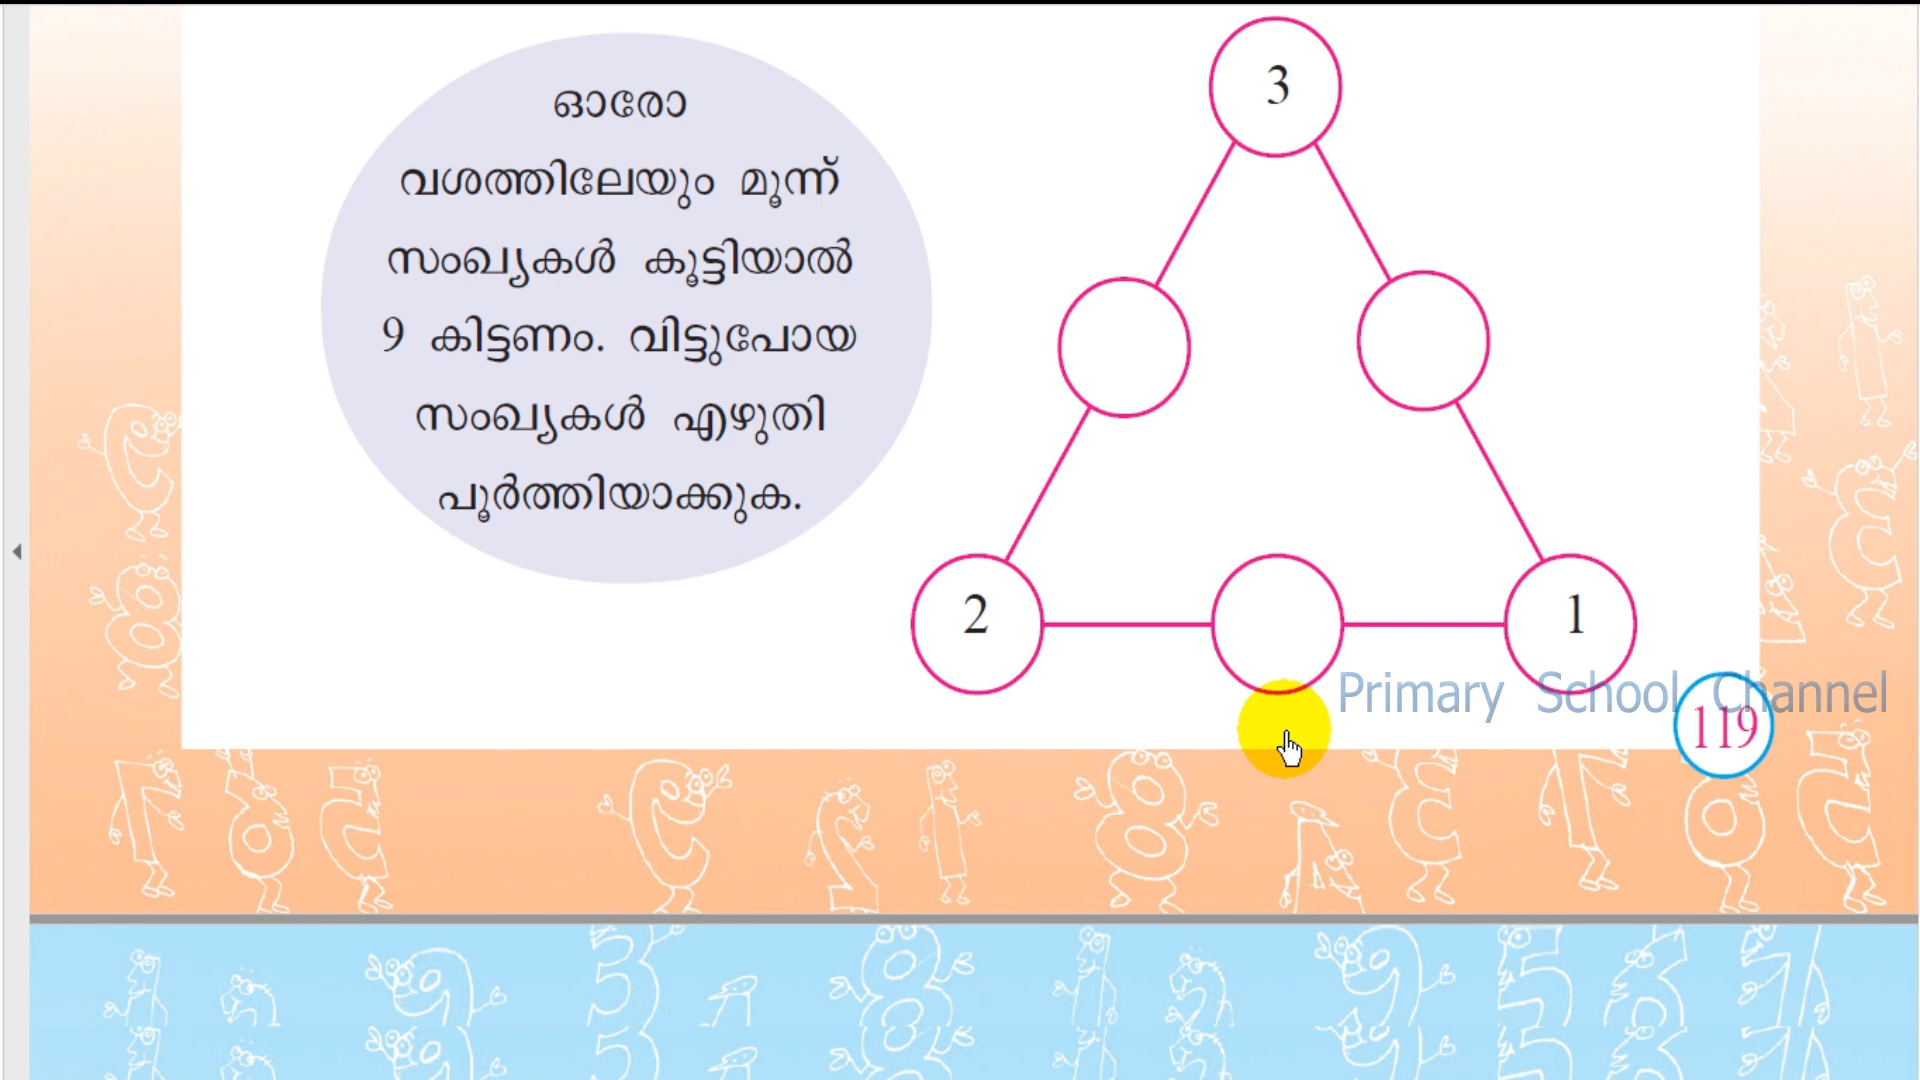 ഓരോ
വശത്തിലേയും മൂന്ന്
സംഖ്യകൾ കൂട്ടിയാൽ
9 കിട്ടണം. വിട്ടുപോയ
സംഖ്യകൾ എഴുതി
പൂർത്തിയാക്കുക.
3
2
1
Primary School Channel
119